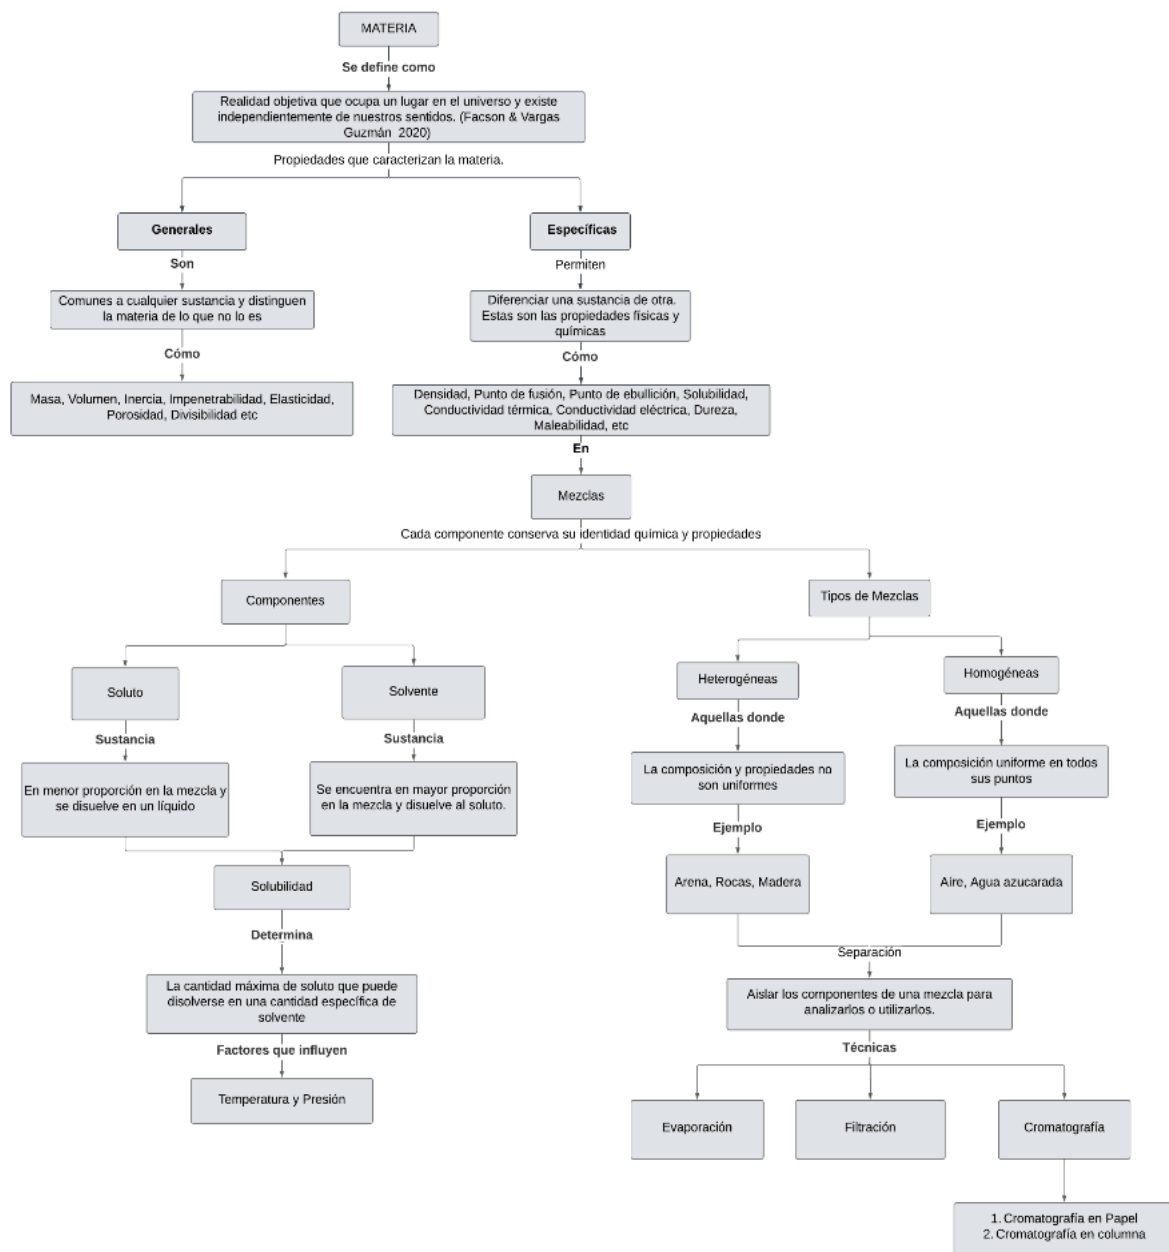 MATERIA
Se define como
Realidad objetiva que ocupa un lugar en el universo y existe
independientemente de nuestros sentidos. (Facson & Vargas
Guzmán 2020)
Propiedades que caracterizan la materia.
Generales
Son
Comunes a cualquier sustancia y distinguen
la materia de lo que no lo es
Cómo
Masa, Volumen, Inercia, Impenetrabilidad, Elasticidad,
Porosidad, Divisibilidad etc
Específicas
Permiten
Diferenciar una sustancia de otra.
Estas son las propiedades físicas y
químicas
Cómo
Densidad, Punto de fusión, Punto de ebullición, Solubilidad,
Conductividad térmica, Conductividad eléctrica, Dureza,
Maleabilidad, etc
En
Mezclas
Cada componente conserva su identidad química y propiedades
Componentes
Soluto
Sustancia
En menor proporción en la mezcla y
se disuelve en un líquido
Solvente
Sustancia
Se encuentra en mayor proporción
en la mezcla y disuelve al soluto.
Solubilidad
Determina
La cantidad máxima de soluto que puede
disolverse en una cantidad específica de
solvente
Factores que influyen
Temperatura y Presión
Tipos de Mezclas
Heterogéneas
Aquellas donde
La composición y propiedades no
son uniformes
Ejemplo
Arena, Rocas, Madera
Homogéneas
Aquellas donde
La composición uniforme en todos
sus puntos
Ejemplo
Aire, Agua azucarada
Separación
Aislar los componentes de una mezcla para
analizarlos o utilizarlos.
Técnicas
Evaporación
Filtración
Cromatografía
1. Cromatografía en Papel
2. Cromatografía en columna